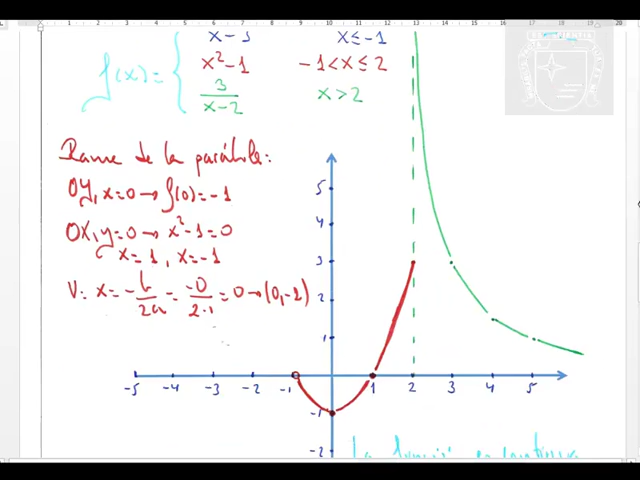 x-1 x≤-1
f(x)= x²-1 -1<x≤2
3/(x-2) x>2
Rama de la parábola:
OY, x=0 → f(0)=-1
OX, y=0 → x²-1=0
x=1, x=-1
V: x=-b/2a = -0/2·1 = 0 → (0,-1)
5
4
3
2
1
-5 -4 -3 -2 -1 1 2 3 4 5
-1
-2
La